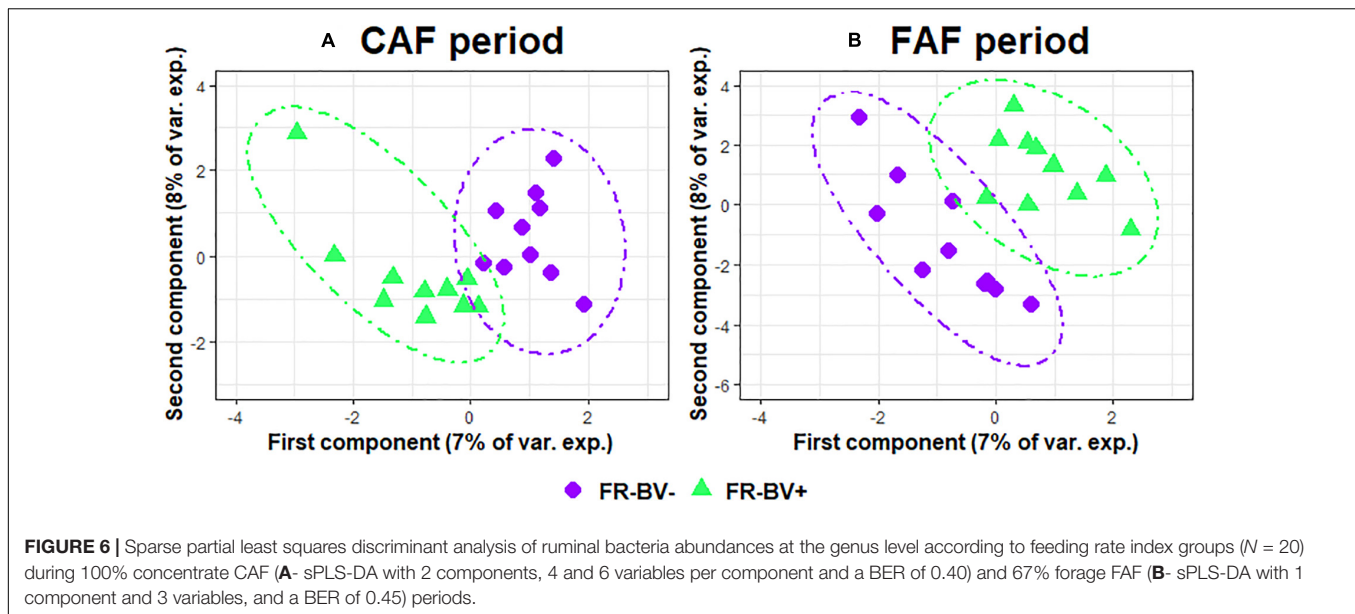 A CAF period
B FAF period
Second component (8% of var. exp.)
4
2
0
-2
-4
-2
0
2
First component (7% of var. exp.)
Second component (8% of var. exp.)
4
2
0
-2
-4
-6
-4
-2
0
2
First component (7% of var. exp.)
FR-BV- FR-BV+
FIGURE 6 | Sparse partial least squares discriminant analysis of ruminal bacteria abundances at the genus level according to feeding rate index groups (N = 20)
during 100% concentrate CAF (A- sPLS-DA with 2 components, 4 and 6 variables per component and a BER of 0.40) and 67% forage FAF (B- sPLS-DA with 1
component and 3 variables, and a BER of 0.45) periods.